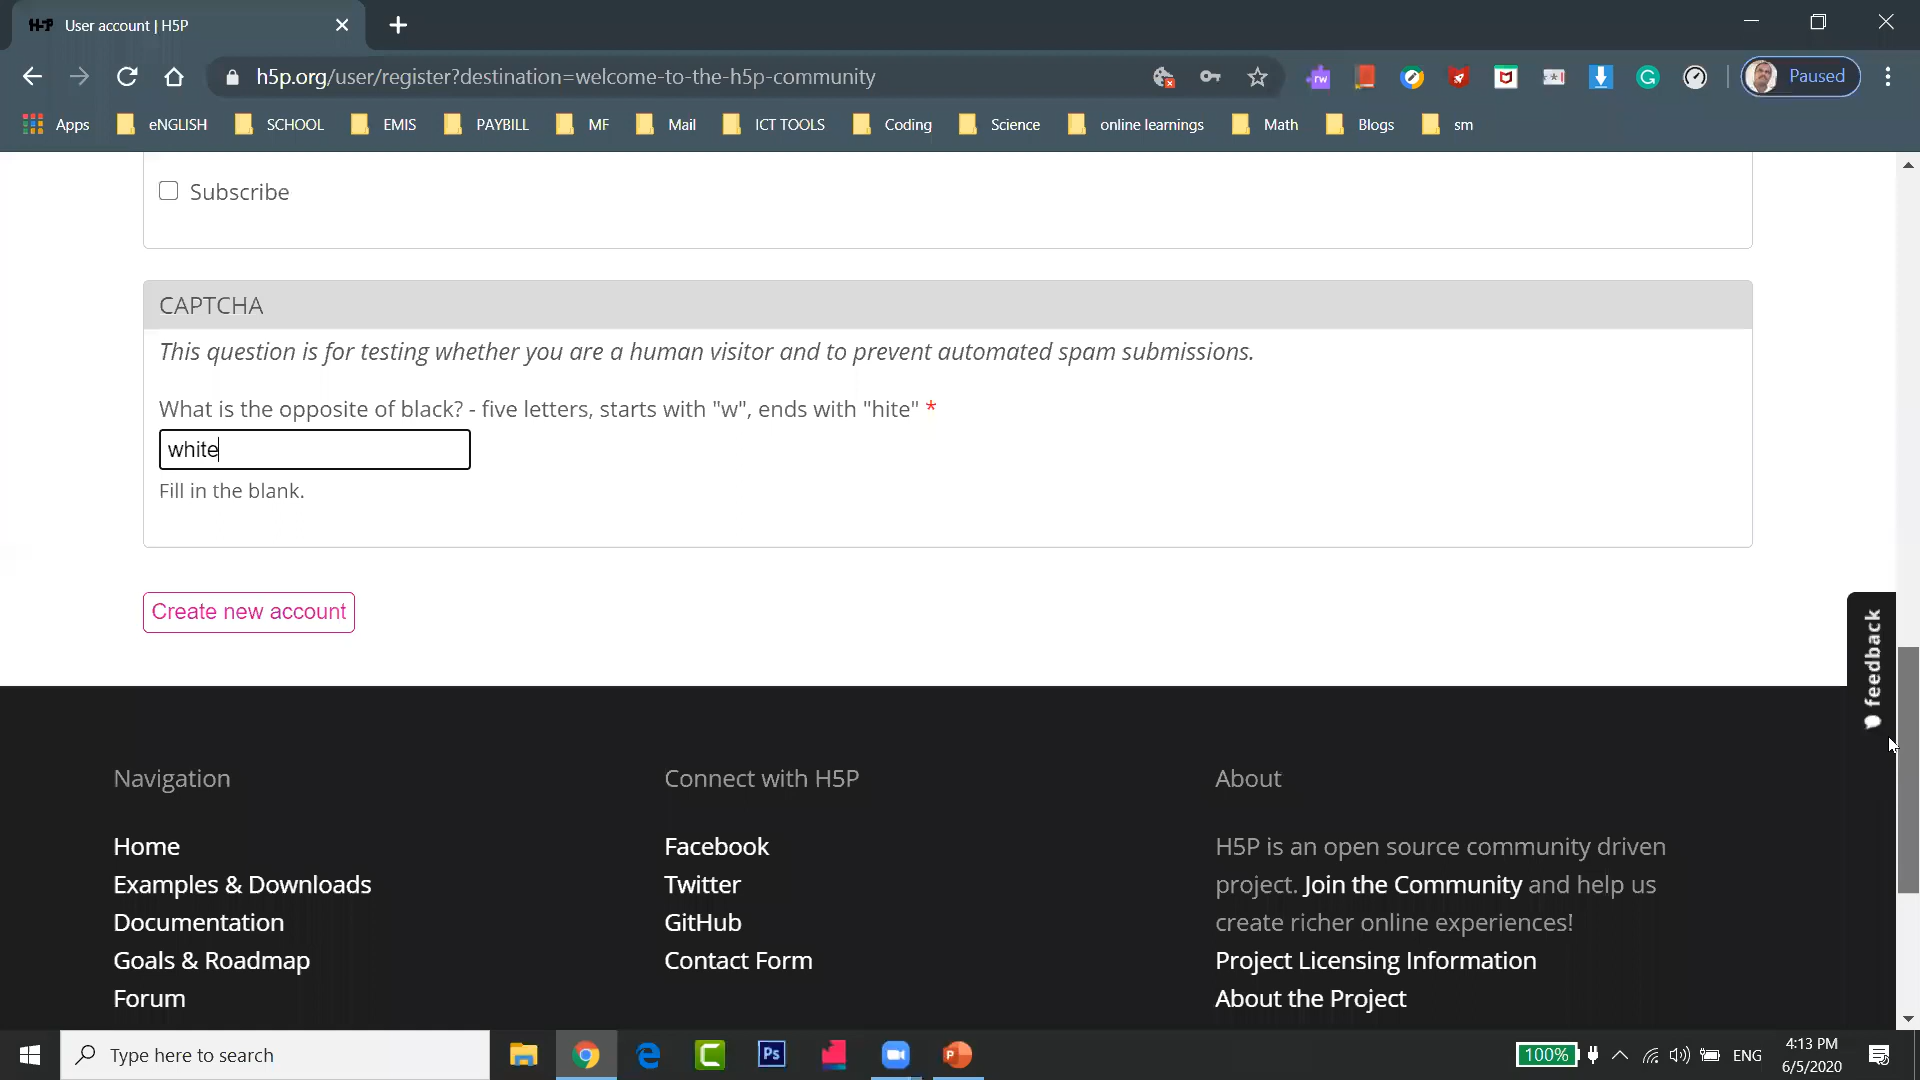 H-P User account | H5P
h5p.org/user/register?destination=welcome-to-the-h5p-community
rw
Paused
Apps eNGLISH SCHOOL EMIS PAYBILL MF Mail ICT TOOLS Coding Science online learnings Math Blogs sm
Subscribe
CAPTCHA
This question is for testing whether you are a human visitor and to prevent automated spam submissions.
What is the opposite of black? - five letters, starts with "w", ends with "hite" *
white
Fill in the blank.
Create new account
feedback
Navigation
Home
Examples & Downloads
Documentation
Goals & Roadmap
Forum
Connect with H5P
Facebook
Twitter
GitHub
Contact Form
About
H5P is an open source community driven
project. Join the Community and help us
create richer online experiences!
Project Licensing Information
About the Project
Type here to search
Ps
100%
ENG
4:13 PM
6/5/2020